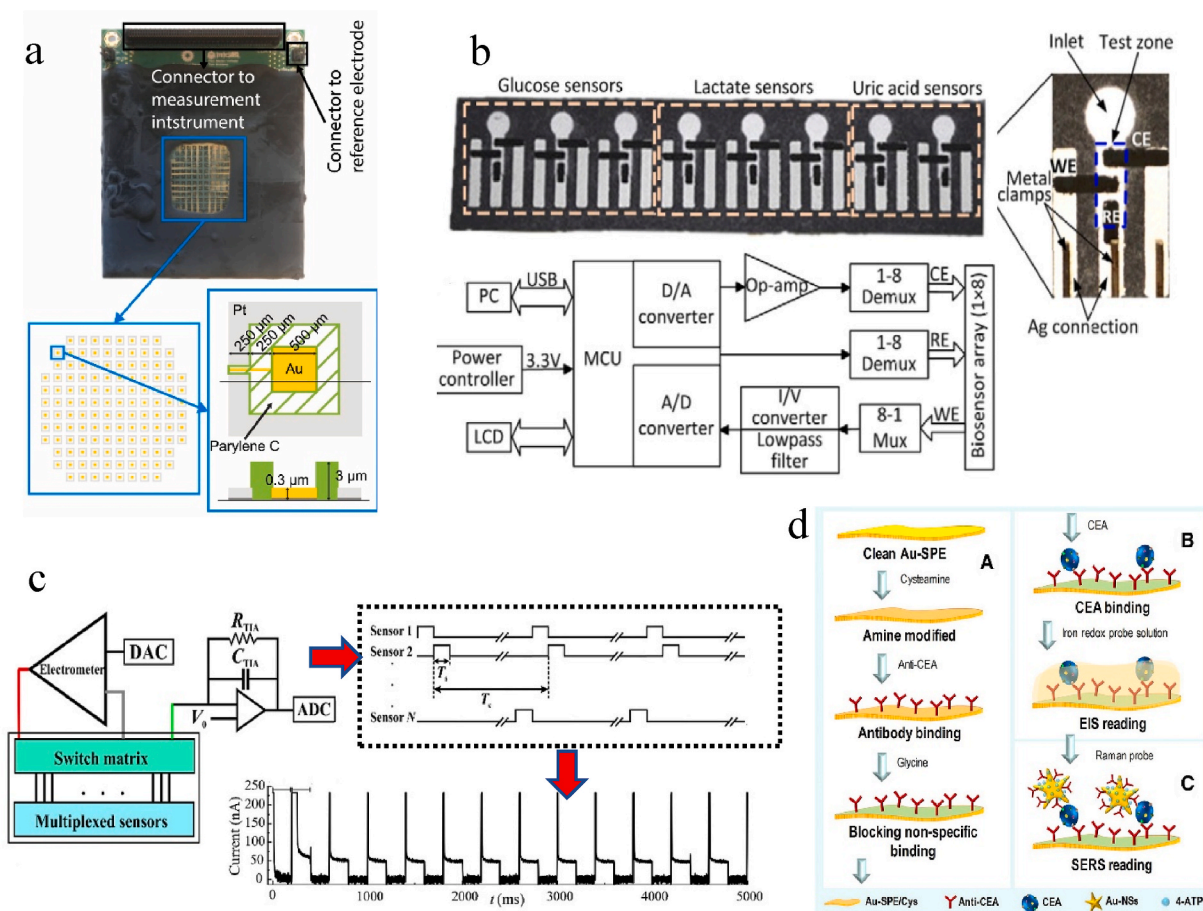 a
Connector to
measurement
intstrument
Connector to
reference electrode
Pt
250 μm
250 μm
500 μm
Au
Parylene C
0.3 μm
3 μm
b
Glucose sensors
Lactate sensors
Uric acid sensors
Inlet
Test zone
CE
WE
Metal
clamps
RE
Ag connection
PC
USB
D/A
converter
Op-amp
1-8
Demux
CE
Power
controller
3.3V
MCU
1-8
Demux
RE
LCD
A/D
converter
I/V
converter
Lowpass
filter
8-1
Mux
WE
Biosensor array (1×8)
c
Electrometer
DAC
R_TIA
C_TIA
V_0
ADC
Switch matrix
. . .
Multiplexed sensors
Sensor 1
Sensor 2
.
.
Sensor N
T_s
T_c
Current (nA)
250
200
150
100
50
0
0
1000
2000
3000
4000
5000
t (ms)
d
A
Clean Au-SPE
Cysteamine
Amine modified
Anti-CEA
Antibody binding
Glycine
Blocking non-specific
binding
B
CEA
CEA binding
Iron redox probe solution
EIS reading
Raman probe
C
SERS reading
Au-SPE/Cys
Anti-CEA
CEA
Au-NSs
4-ATP